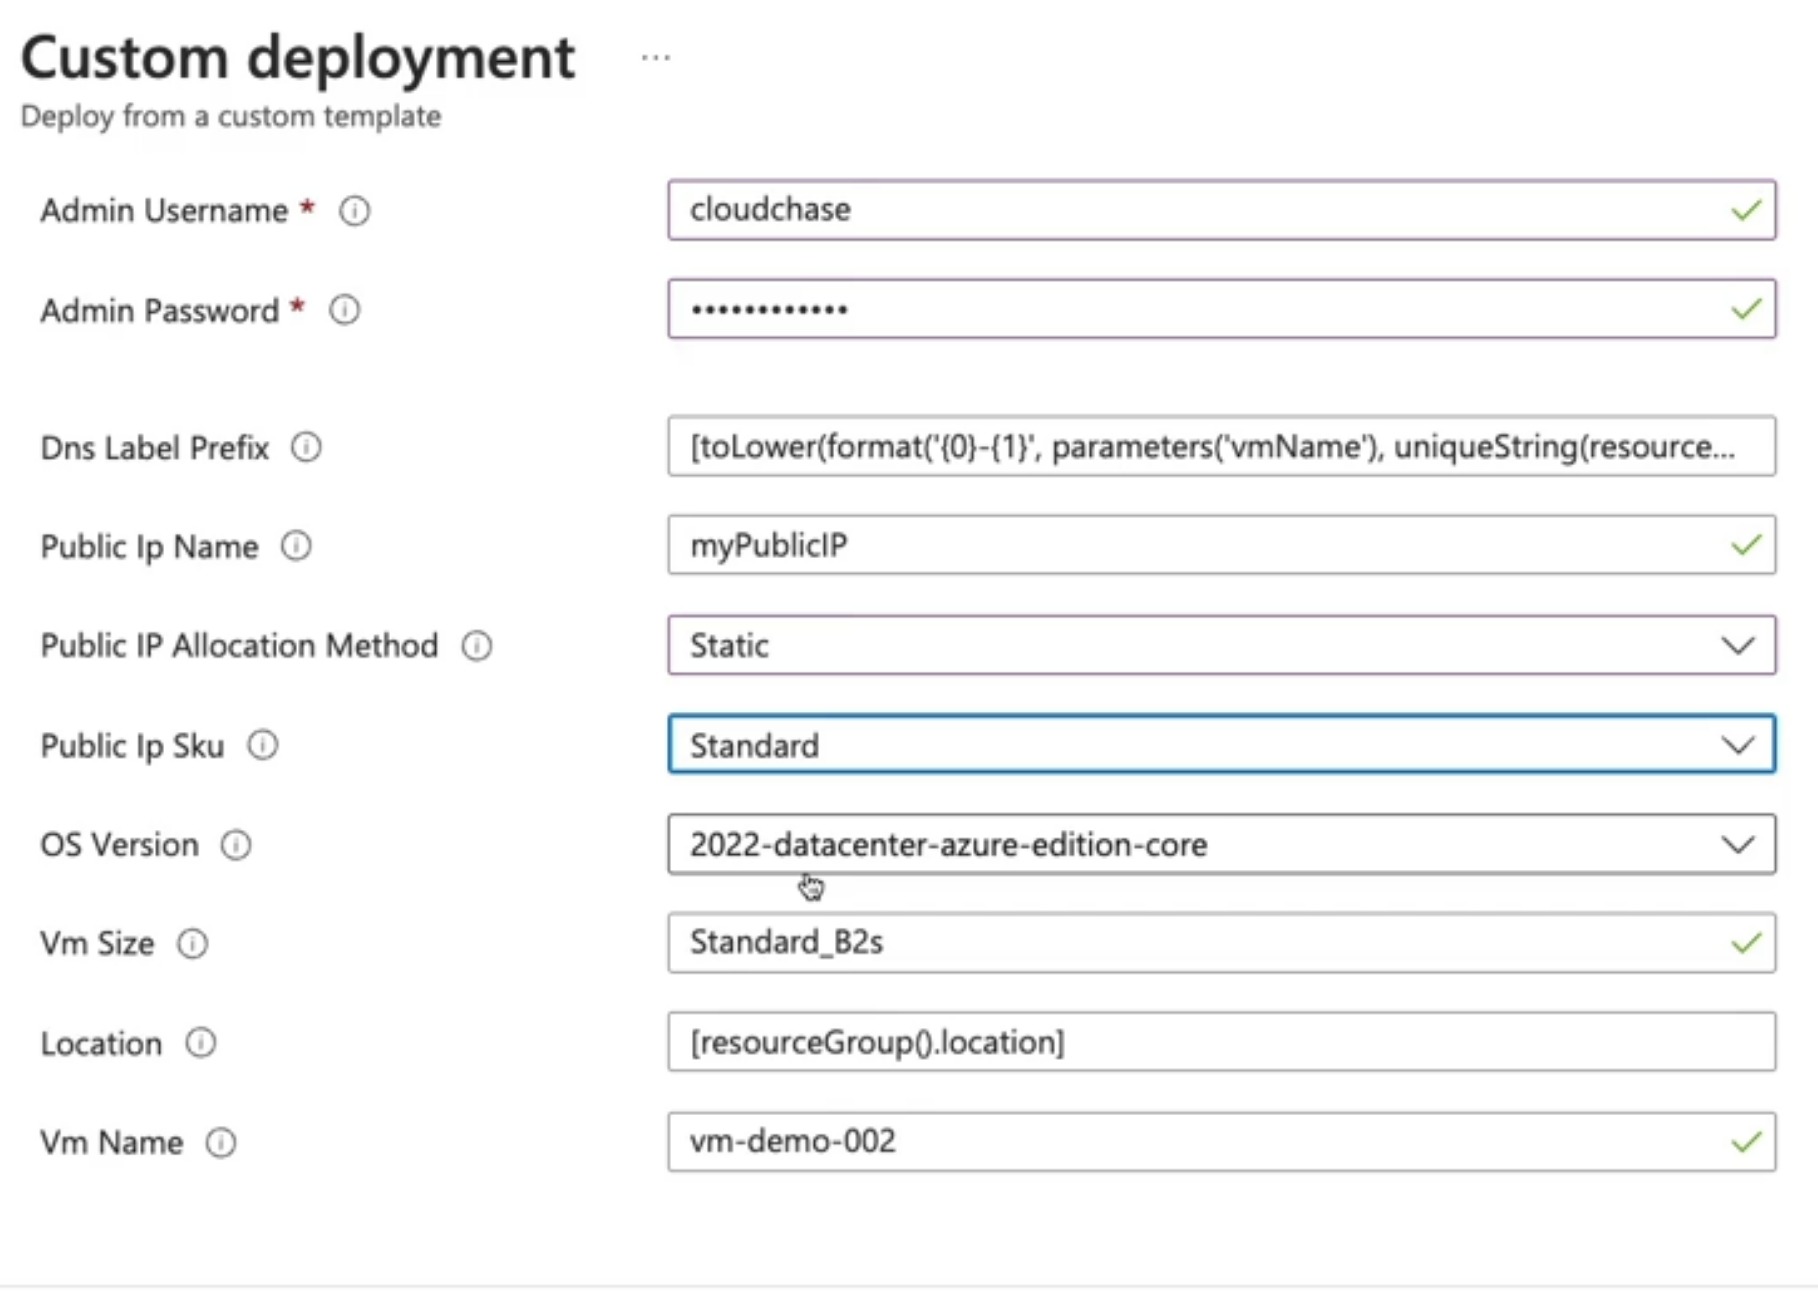 Custom deployment ...
Deploy from a custom template
Admin Username * cloudchase
Admin Password * ••••••••••••
Dns Label Prefix [toLower(format('{0}-{1}', parameters('vmName'), uniqueString(resource...
Public Ip Name myPublicIP
Public IP Allocation Method Static
Public Ip Sku Standard
OS Version 2022-datacenter-azure-edition-core
Vm Size Standard_B2s
Location [resourceGroup().location]
Vm Name vm-demo-002